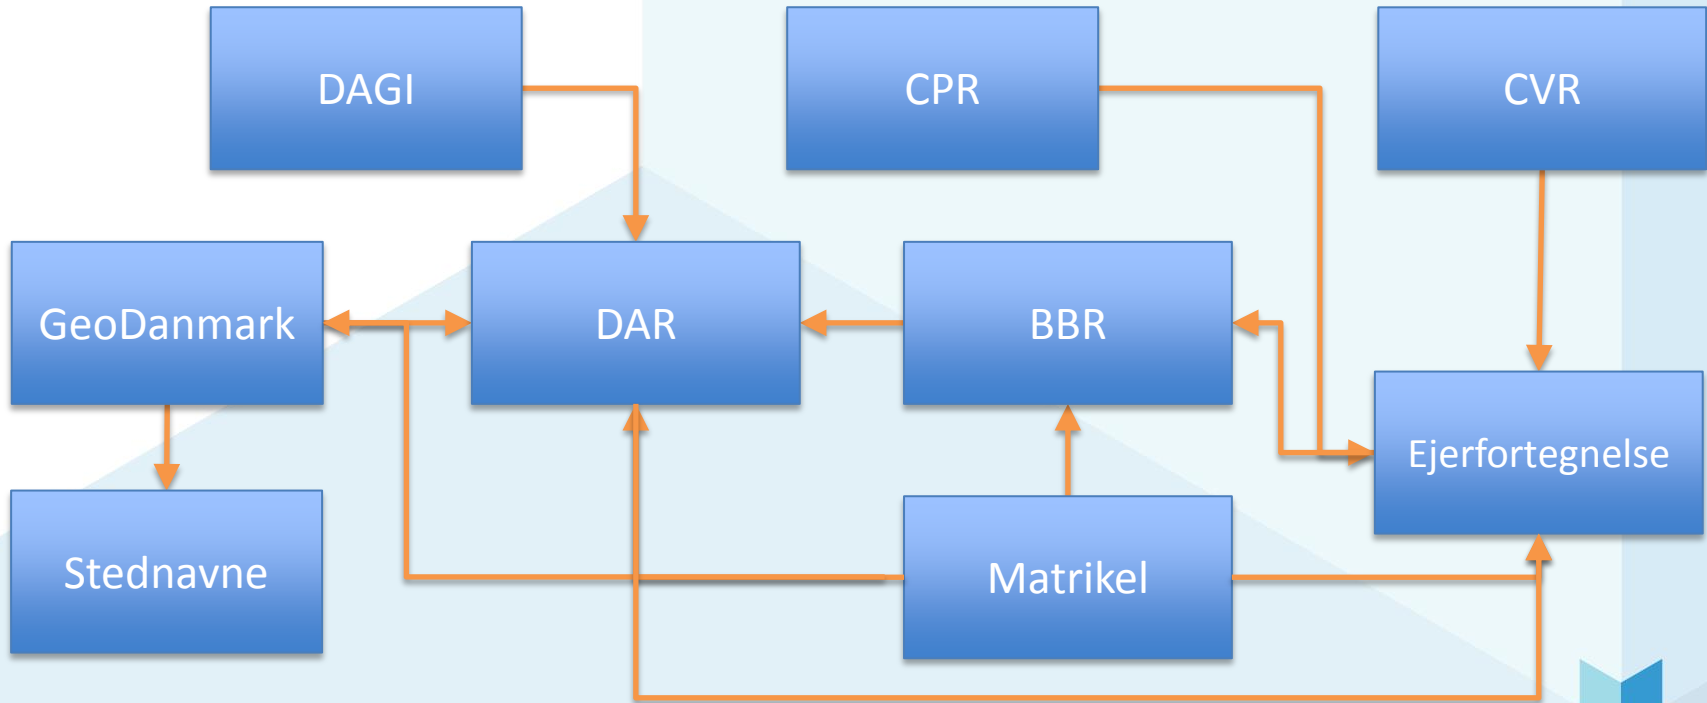 DAGI
CPR
CVR
GeoDanmark
DAR
BBR
Ejerfortegnelse
Stednavne
Matrikel